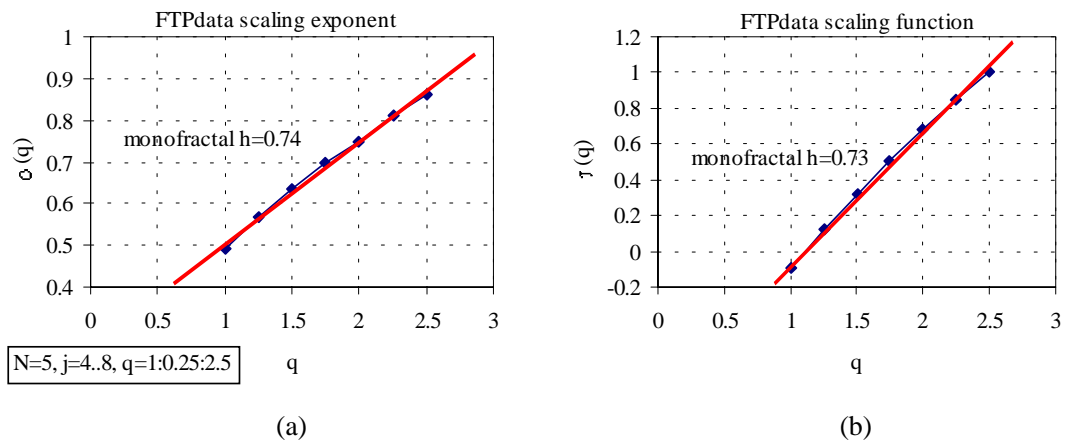 FTPdata scaling exponent
1
0.9
0.8
0.7
0.6
0.5
0.4
(q)
monofractal h=0.74
0 0.5 1 1.5 2 2.5 3
q
N=5, j=4..8, q=1:0.25:2.5
(a)
FTPdata scaling function
1.2
1
0.8
0.6
0.4
0.2
0
-0.2
(q)
monofractal h=0.73
0 0.5 1 1.5 2 2.5 3
q
(b)